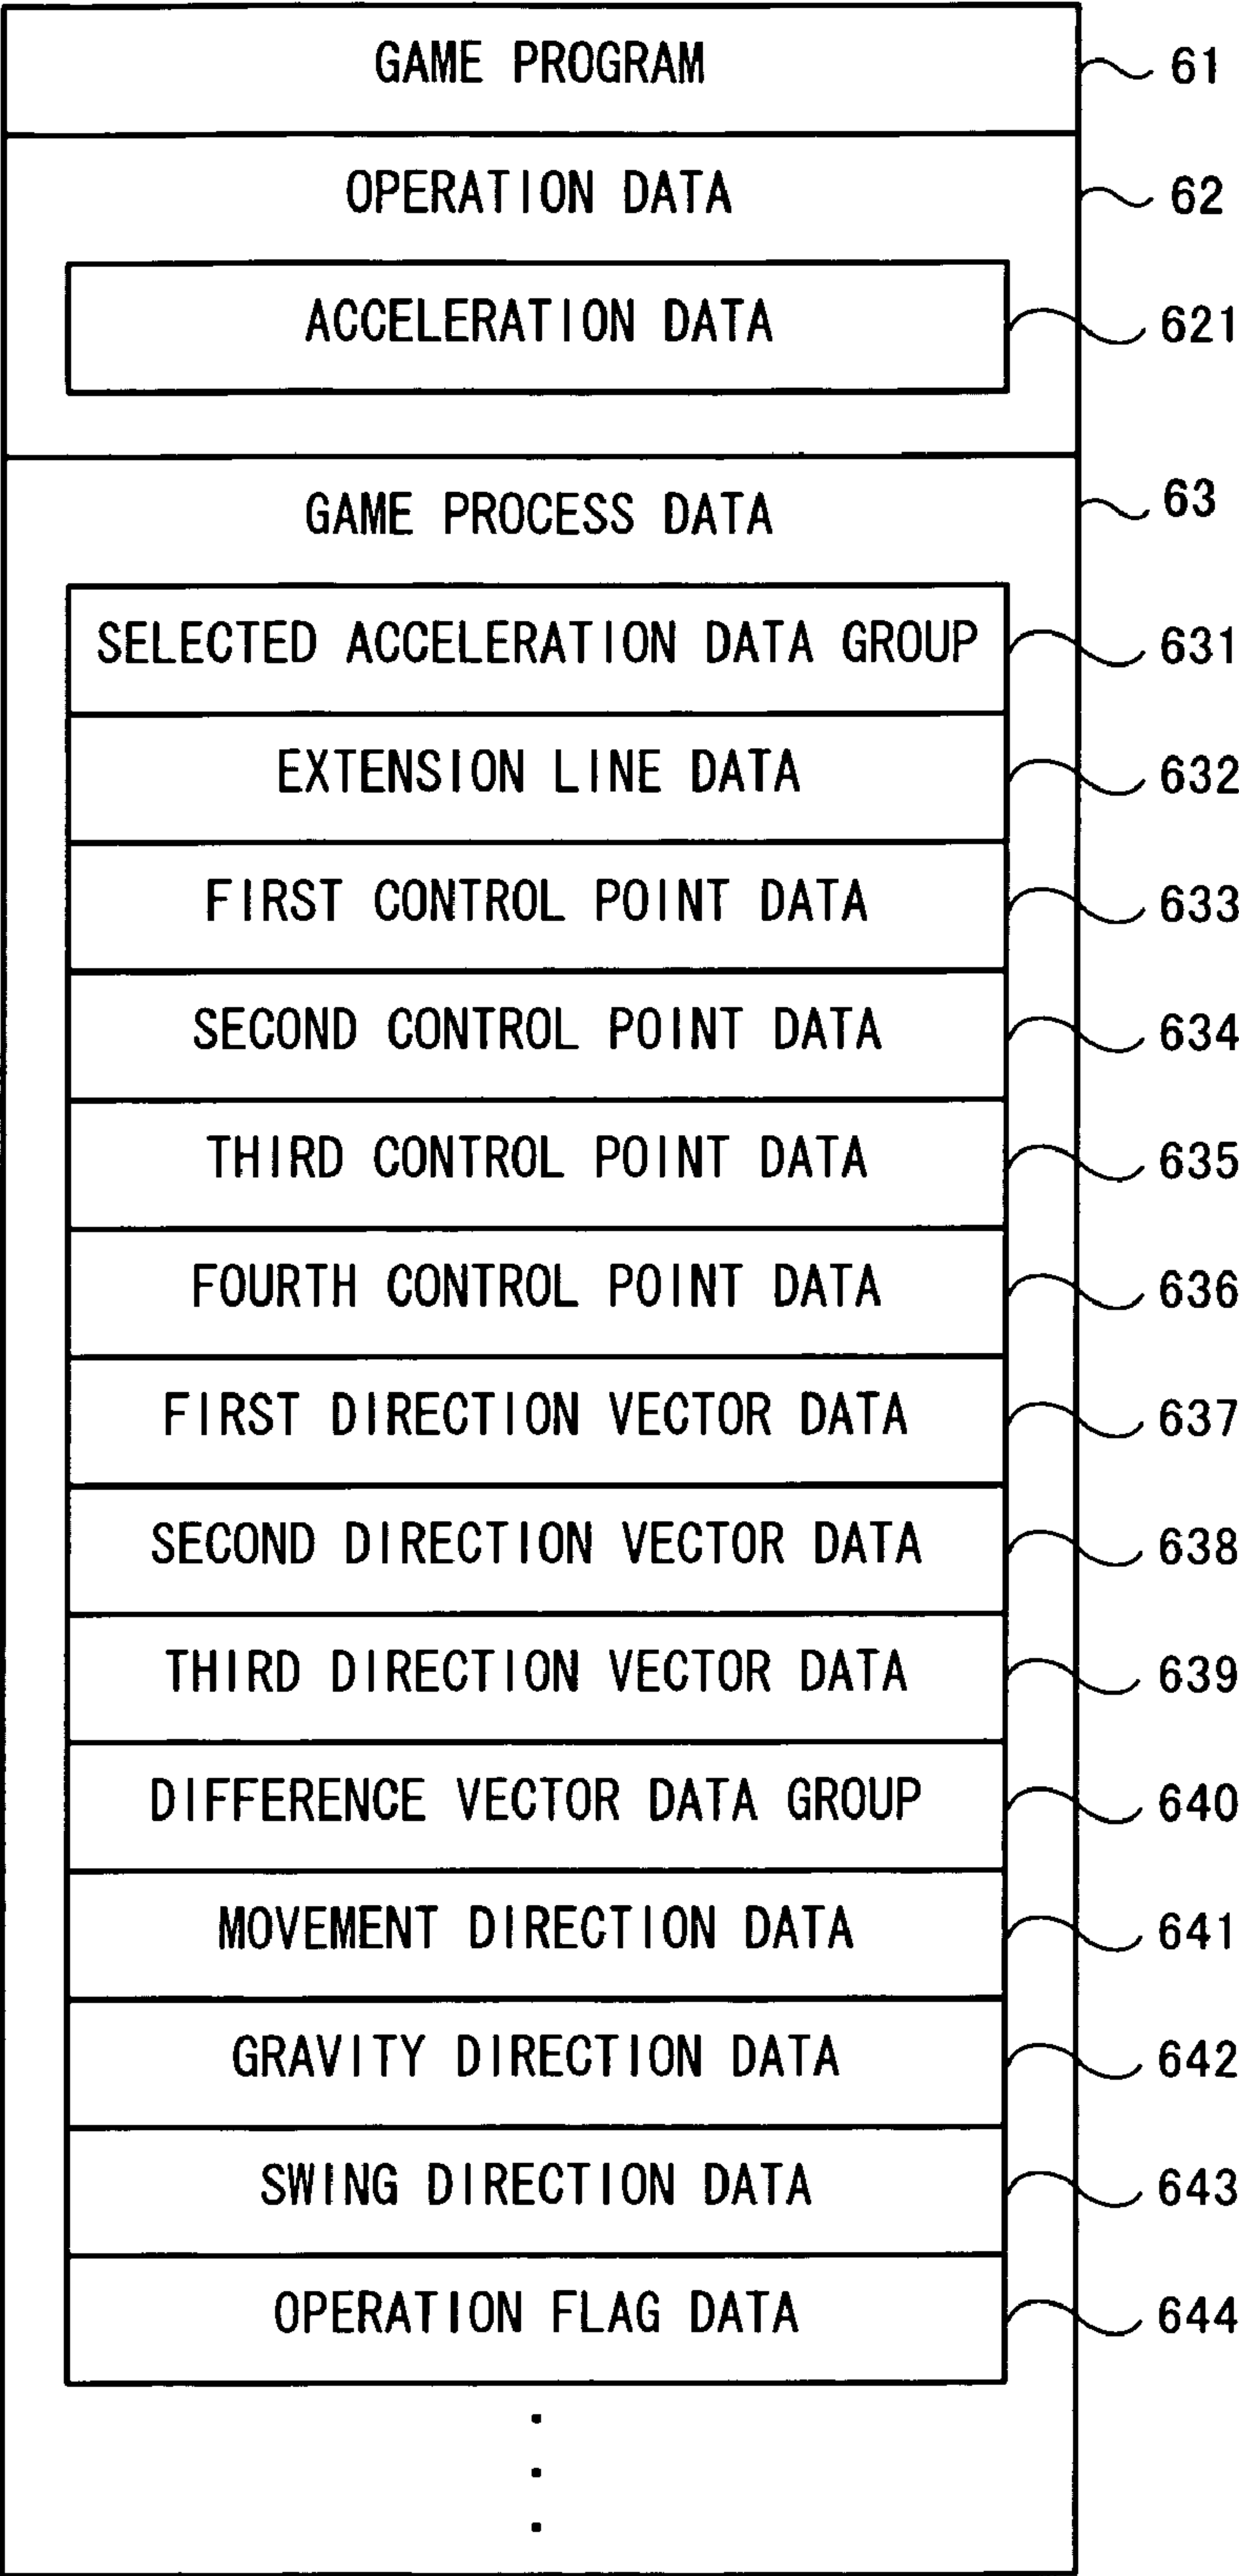 GAME PROGRAM 61
OPERATION DATA 62
ACCELERATION DATA 621
GAME PROCESS DATA 63
SELECTED ACCELERATION DATA GROUP 631
EXTENSION LINE DATA 632
FIRST CONTROL POINT DATA 633
SECOND CONTROL POINT DATA 634
THIRD CONTROL POINT DATA 635
FOURTH CONTROL POINT DATA 636
FIRST DIRECTION VECTOR DATA 637
SECOND DIRECTION VECTOR DATA 638
THIRD DIRECTION VECTOR DATA 639
DIFFERENCE VECTOR DATA GROUP 640
MOVEMENT DIRECTION DATA 641
GRAVITY DIRECTION DATA 642
SWING DIRECTION DATA 643
OPERATION FLAG DATA 644